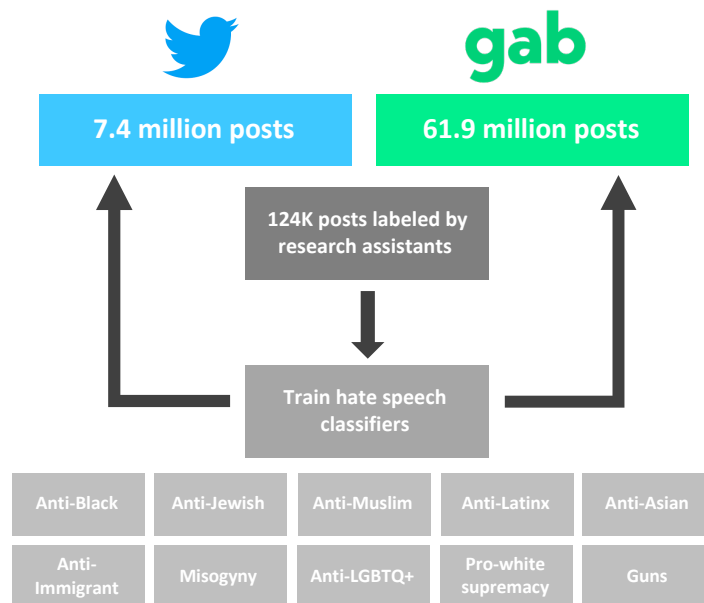 gab
7.4 million posts
61.9 million posts
124K posts labeled by
research assistants
Train hate speech
classifiers
Anti-Black
Anti-Jewish
Anti-Muslim
Anti-Latinx
Anti-Asian
Anti-
Immigrant
Misogyny
Anti-LGBTQ+
Pro-white
supremacy
Guns